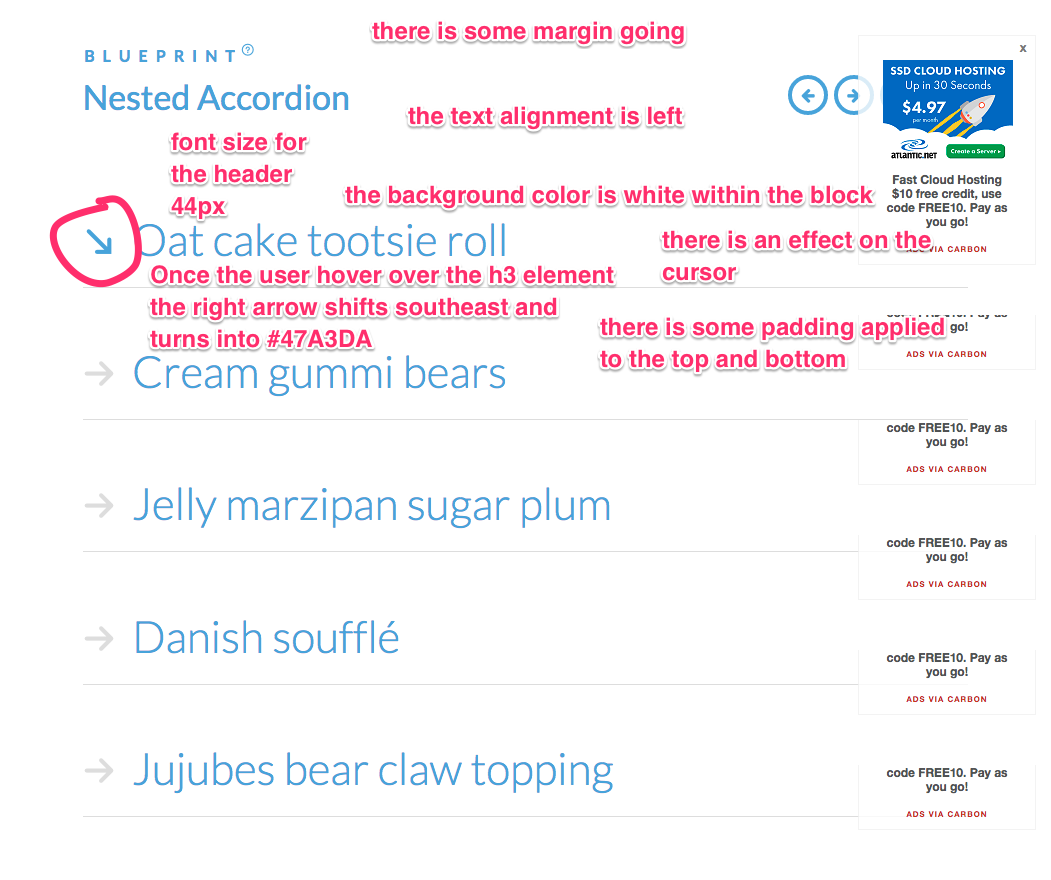 there is some margin going
BLUEPRINT?
x
Nested Accordion
SSD CLOUD HOSTING
Up in 30 Seconds
$4.97
per month
ATLANTIC.NET
Create a Server
the text alignment is left
font size for
the header
44px
Fast Cloud Hosting
$10 free credit, use
code FREE10. Pay as
you go!
ADS VIA CARBON
the background color is white within the block
Oat cake tootsie roll
there is an effect on the
cursor
Once the user hover over the h3 element
the right arrow shifts southeast and
turns into #47A3DA
there is some padding applied
to the top and bottom
go!
ADS VIA CARBON
Cream gummi bears
code FREE10. Pay as
you go!
ADS VIA CARBON
Jelly marzipan sugar plum
code FREE10. Pay as
you go!
ADS VIA CARBON
Danish soufflé
code FREE10. Pay as
you go!
ADS VIA CARBON
Jujubes bear claw topping
code FREE10. Pay as
you go!
ADS VIA CARBON